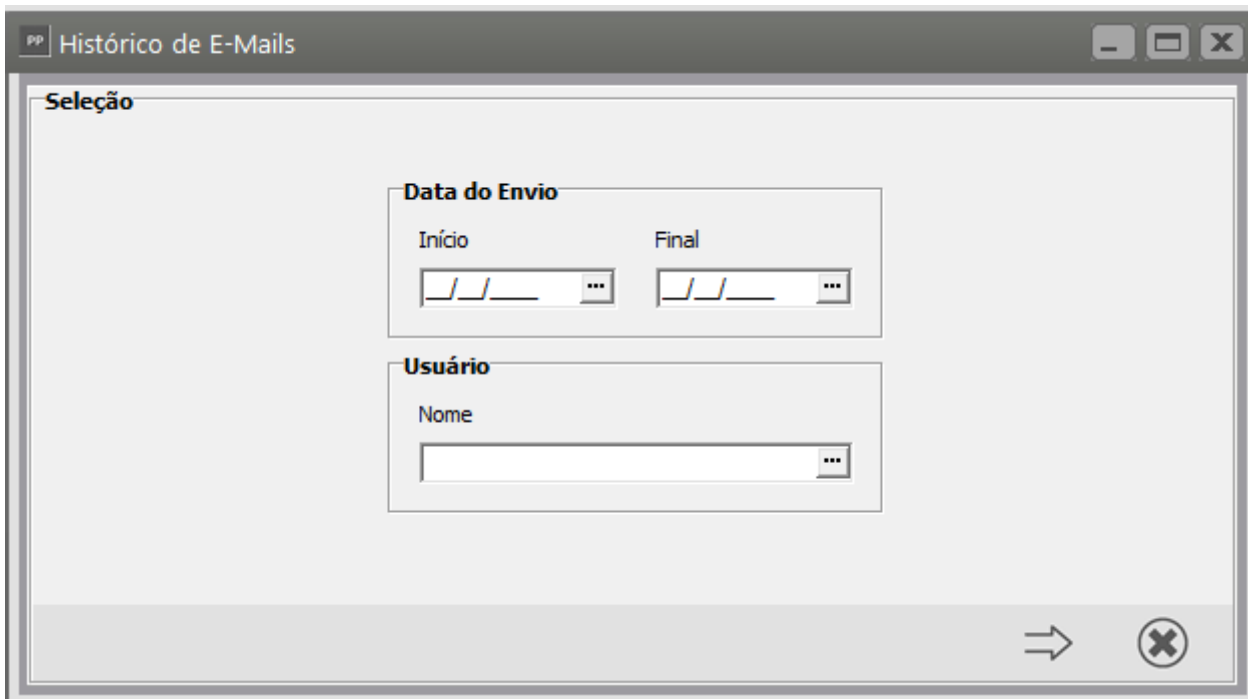 PP Histórico de E-Mails
Seleção
Data do Envio
Início Final
__/__/____ ... __/__/____ ...
Usuário
Nome
...